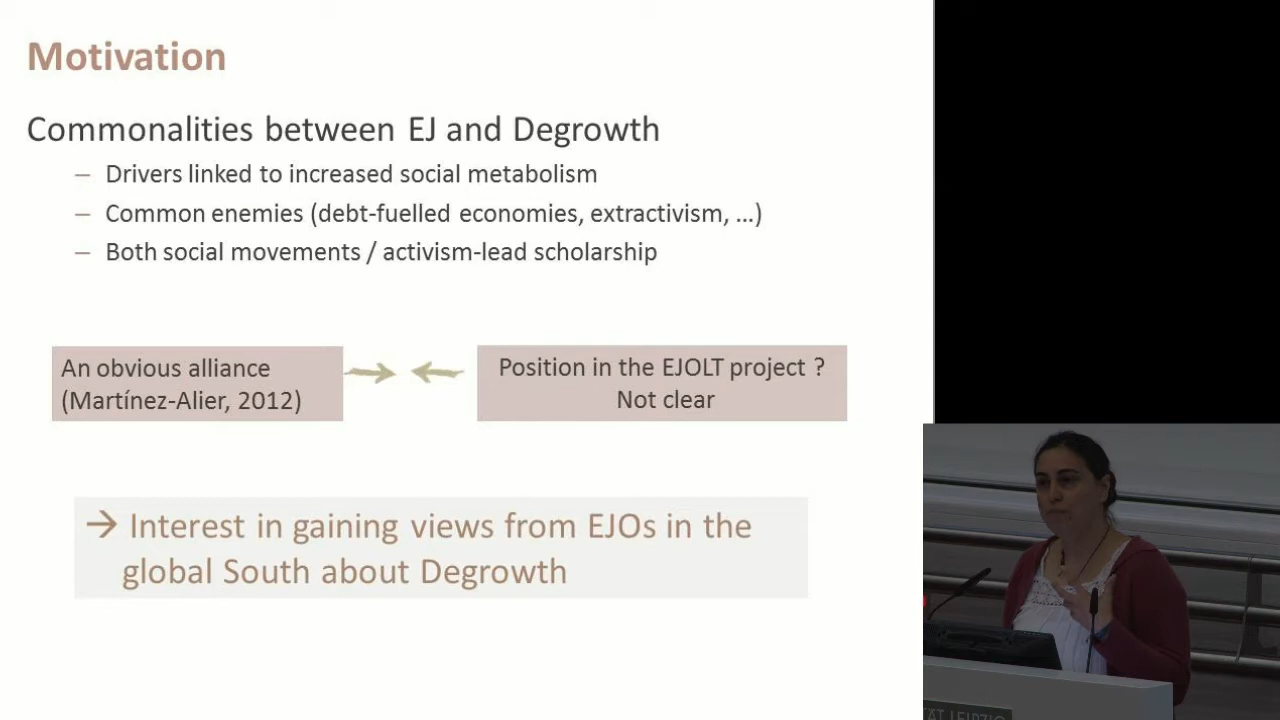 Motivation
Commonalities between EJ and Degrowth
– Drivers linked to increased social metabolism
– Common enemies (debt-fuelled economies, extractivism, ...)
– Both social movements / activism-lead scholarship
An obvious alliance
(Martínez-Alier, 2012)
Position in the EJOLT project ?
Not clear
→ Interest in gaining views from EJOs in the
global South about Degrowth
TÄT LEIPZIG